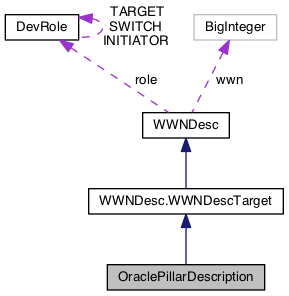 TARGET
SWITCH
INITIATOR
DevRole
BigInteger
role
wwn
WWNDesc
WWNDesc.WWNDescTarget
OraclePillarDescription